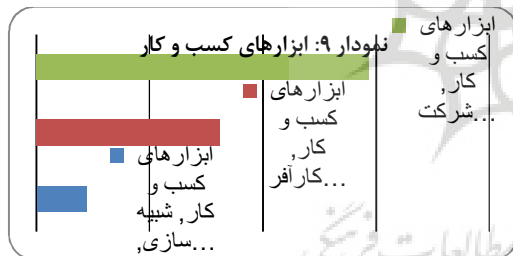 نمودار ۹: ابزارهای کسب و کار
ابزارهای
کسب و
کار,
شرکت...
ابزارهای
کسب و
کار,
کارآفر...
ابزارهای
کسب و
کار, شبیه
سازی,...